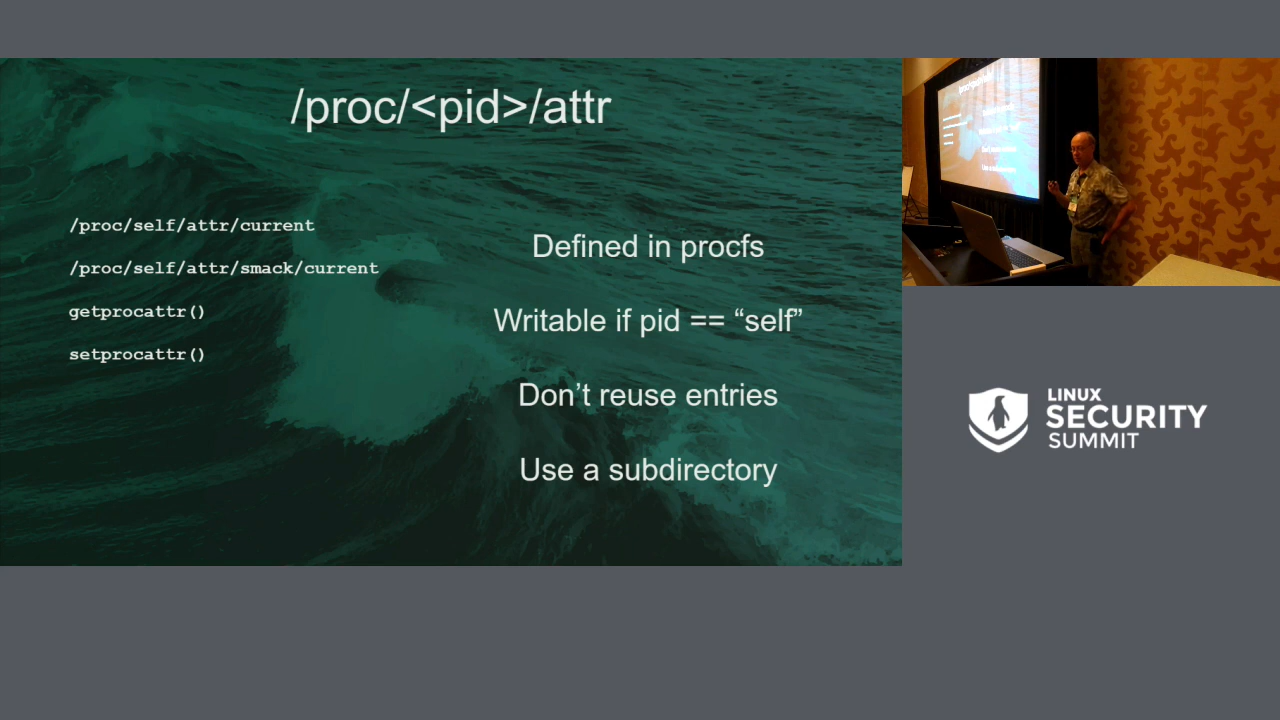 /proc/<pid>/attr
/proc/self/attr/current
/proc/self/attr/smack/current
getprocattr()
setprocattr()
Defined in procfs
Writable if pid == “self”
Don’t reuse entries
Use a subdirectory
LINUX
SECURITY
SUMMIT